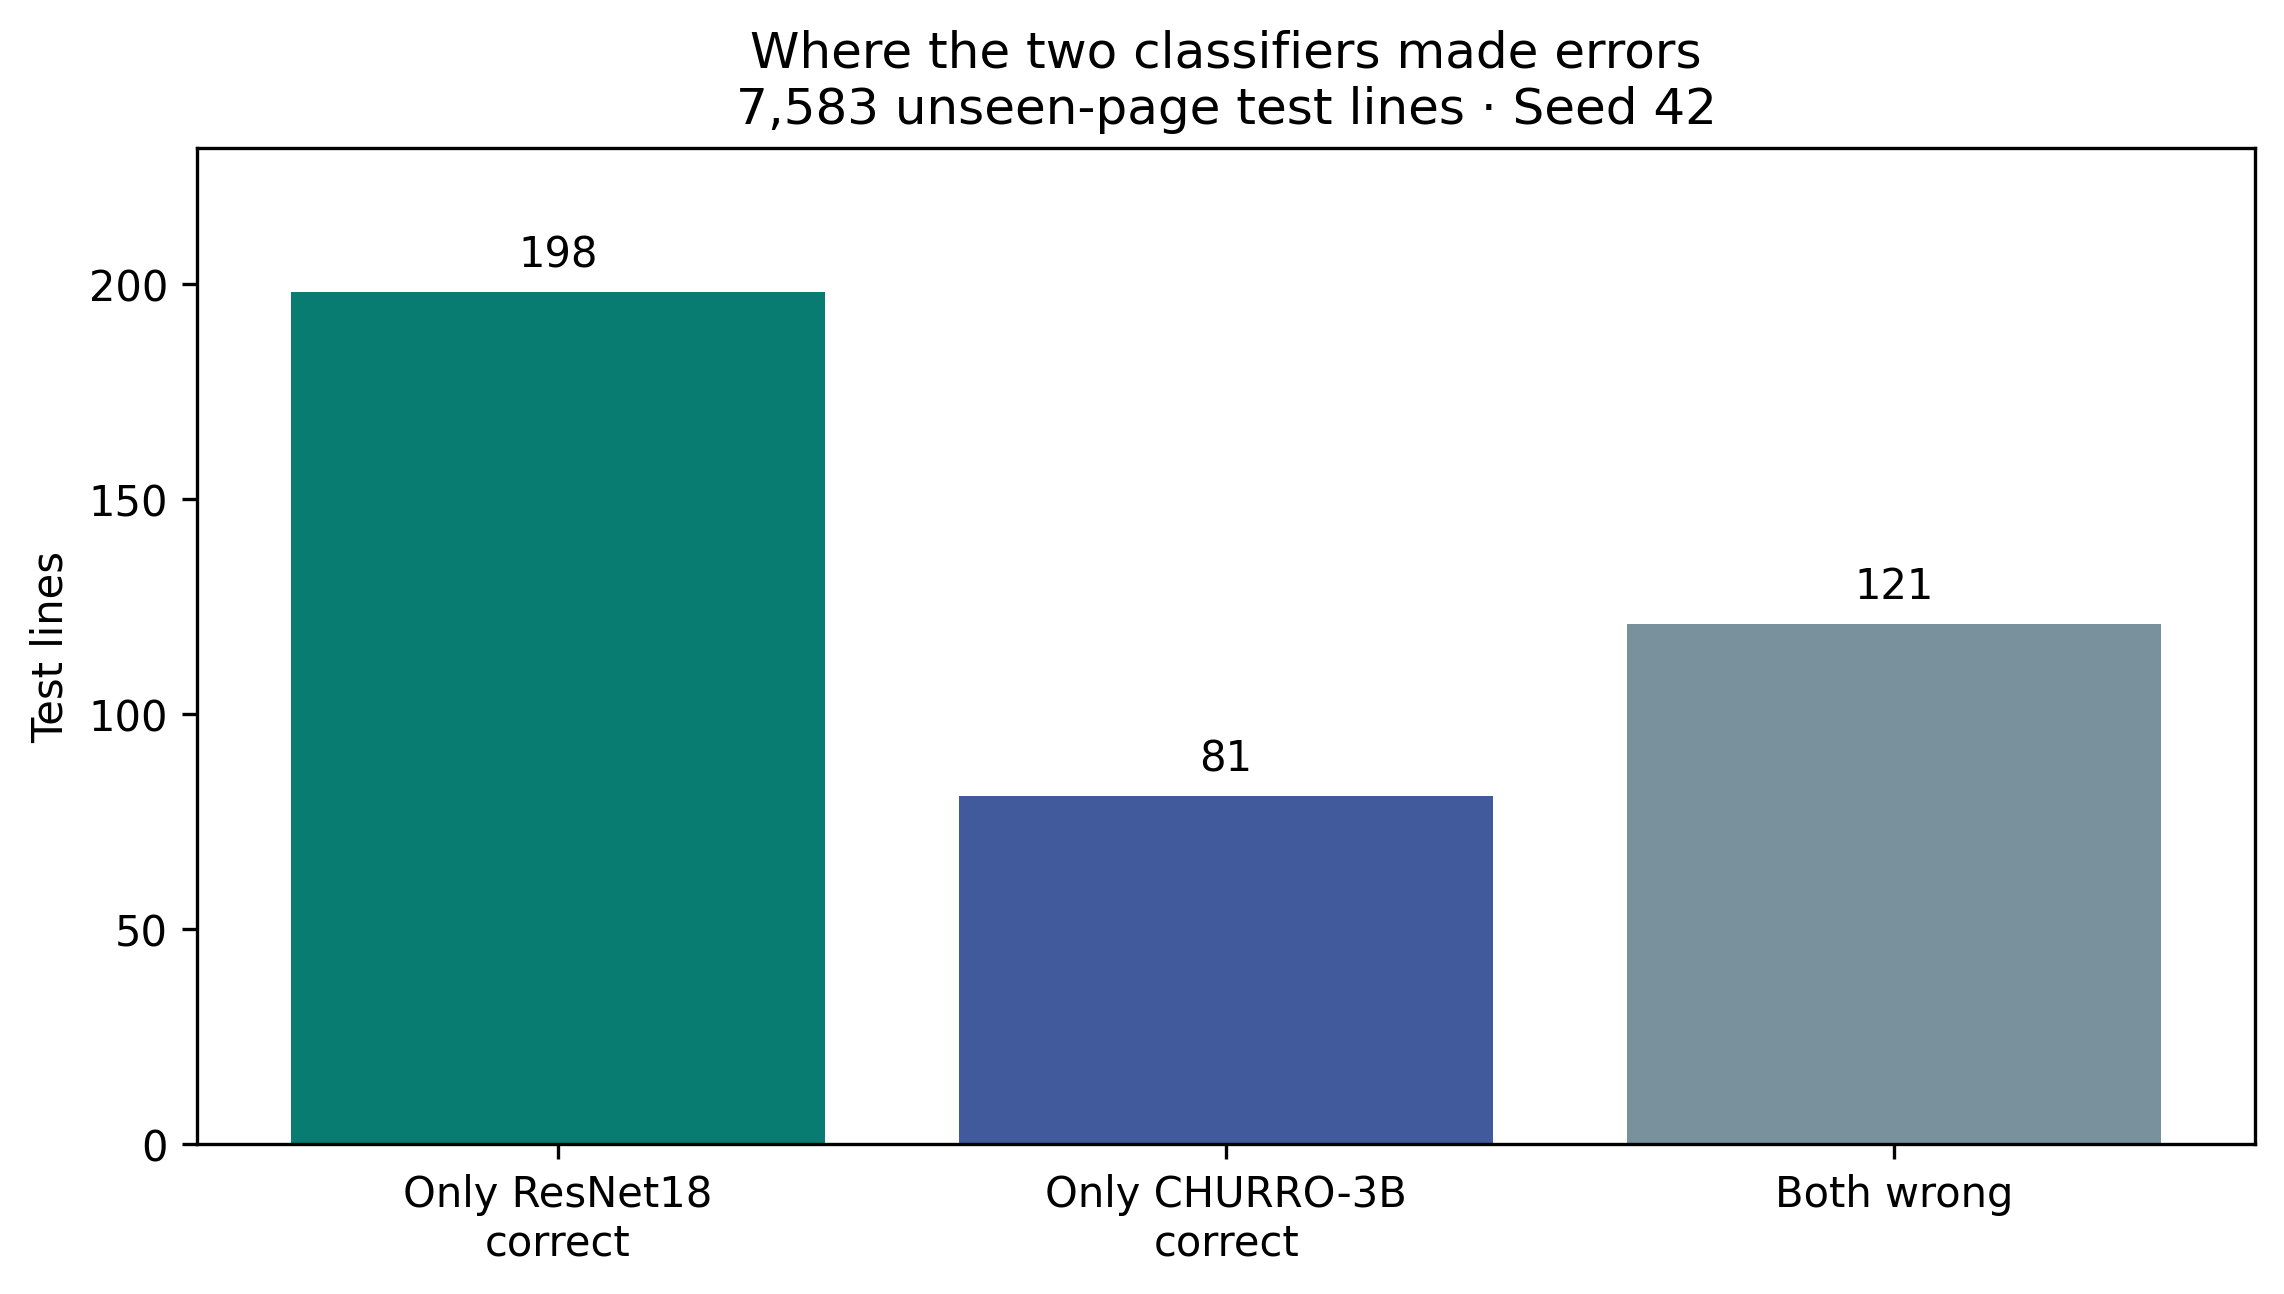 Where the two classifiers made errors
7,583 unseen-page test lines · Seed 42
Test lines
200
150
100
50
0
198
81
121
Only ResNet18
correct
Only CHURRO-3B
correct
Both wrong